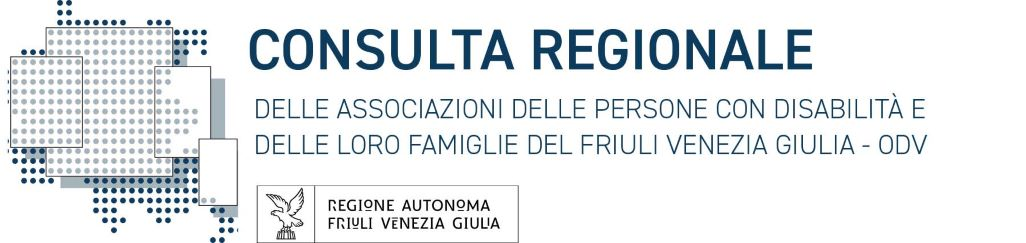 CONSULTA REGIONALE
DELLE ASSOCIAZIONI DELLE PERSONE CON DISABILITÀ E
DELLE LORO FAMIGLIE DEL FRIULI VENEZIA GIULIA - ODV
REGIONE AUTONOMA
FRIULI VENEZIA GIULIA